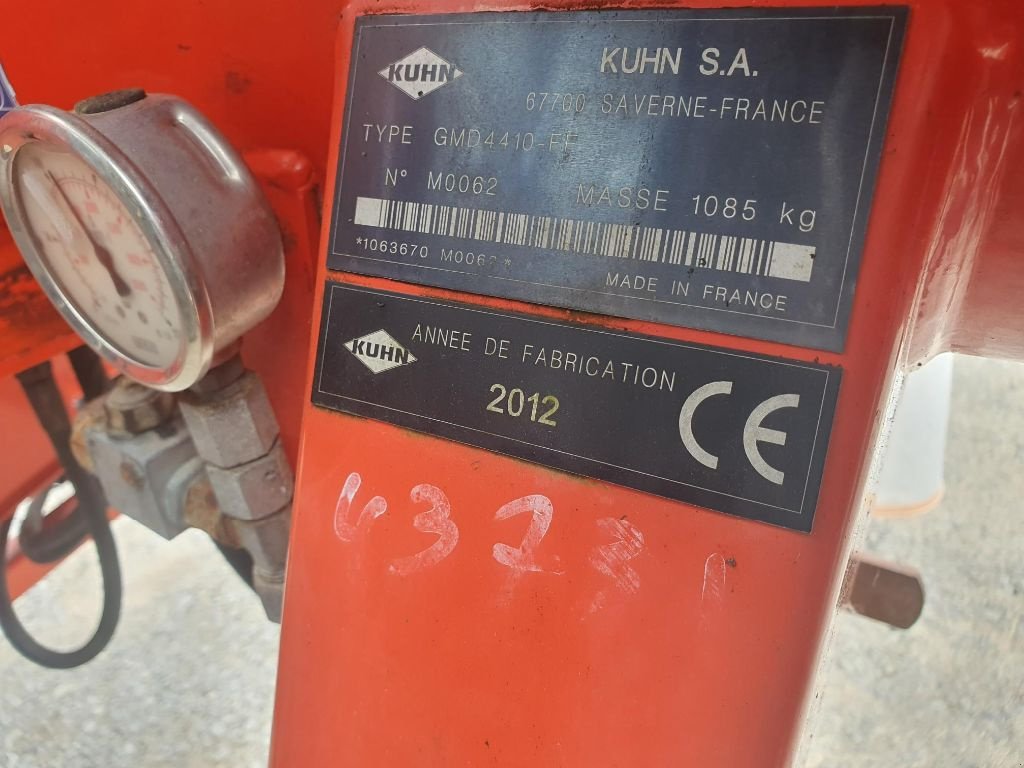 KUHN
KUHN S.A.
67700 SAVERNE-FRANCE
TYPE GMD4410-FF
N° M0062 MASSE 1085 kg
*1063670 M0062*
MADE IN FRANCE
KUHN
ANNEE DE FABRICATION
2012
CE